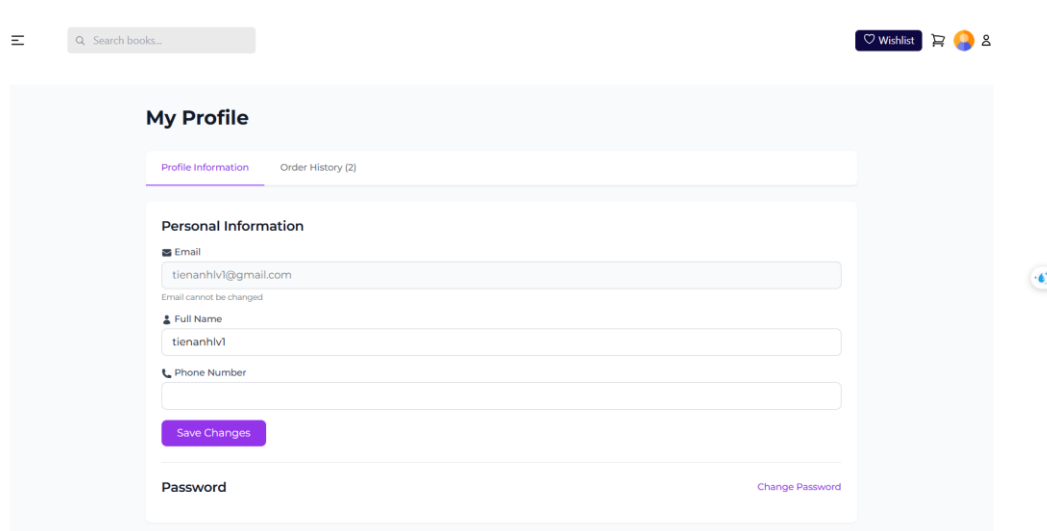 Search books...
Wishlist
My Profile
Profile Information
Order History (2)
Personal Information
Email
tienanhlv1@gmail.com
Email cannot be changed
Full Name
tienanhlv1
Phone Number
Save Changes
Password
Change Password